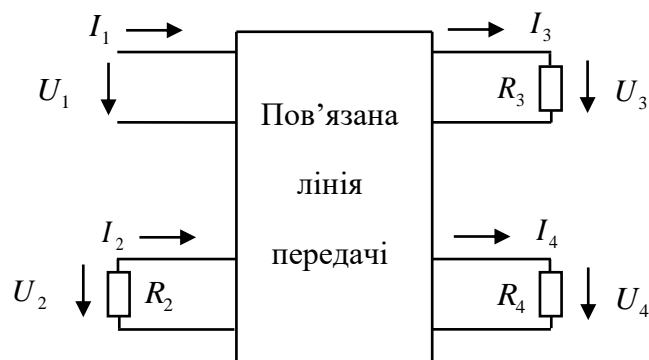 I₁
I₃
U₁
R₃
U₃
Пов’язана
лінія
передачі
I₂
I₄
U₂
R₂
R₄
U₄